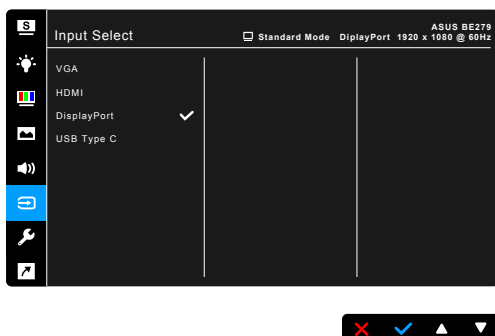 S
ASUS BE279
Input Select
Standard Mode DiplayPort 1920 x 1080 @ 60Hz
VGA
HDMI
DisplayPort
USB Type C